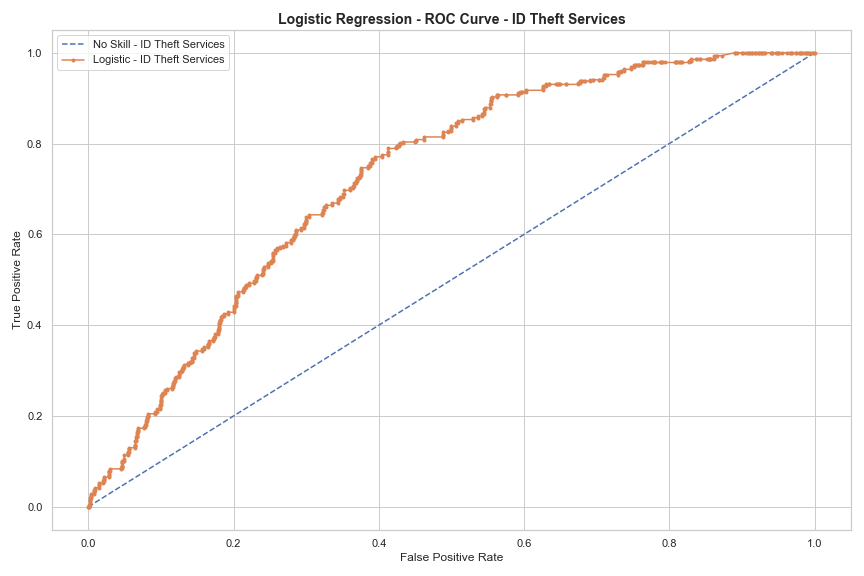 Logistic Regression - ROC Curve - ID Theft Services
No Skill - ID Theft Services
Logistic - ID Theft Services
1.0
0.8
0.6
0.4
0.2
0.0
True Positive Rate
0.0 0.2 0.4 0.6 0.8 1.0
False Positive Rate